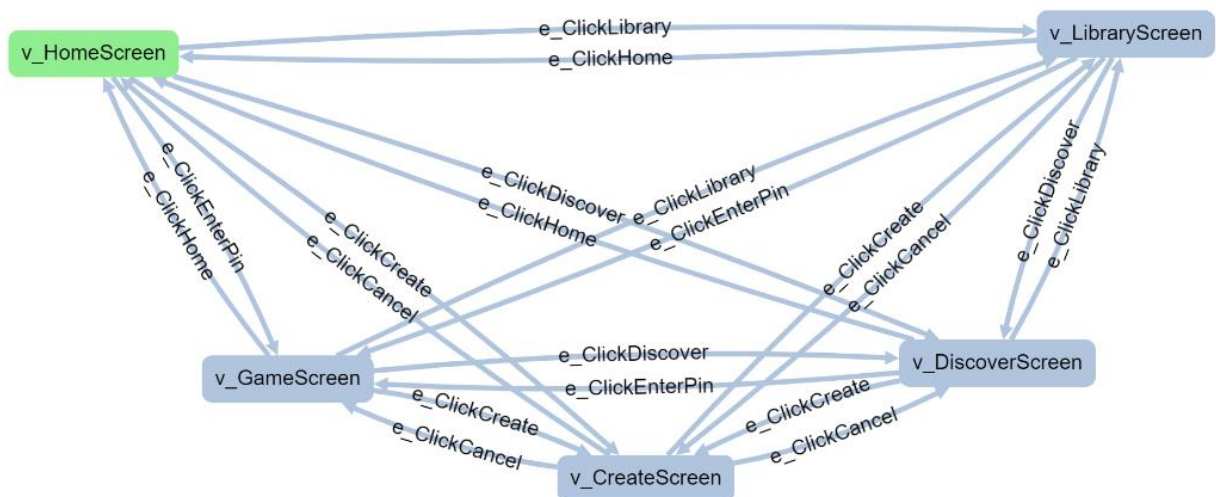 e_ClickLibrary
v_LibraryScreen
v_HomeScreen
e_ClickHome
e_ClickDiscover
e_ClickLibrary
e_ClickEnterPin
e_ClickHome
e_ClickDiscover
e_ClickHome
e_ClickLibrary
e_ClickEnterPin
e_ClickCreate
e_ClickCancel
e_ClickCreate
e_ClickCancel
v_GameScreen
e_ClickDiscover
e_ClickEnterPin
v_DiscoverScreen
e_ClickCreate
e_ClickCancel
e_ClickCreate
e_ClickCancel
v_CreateScreen